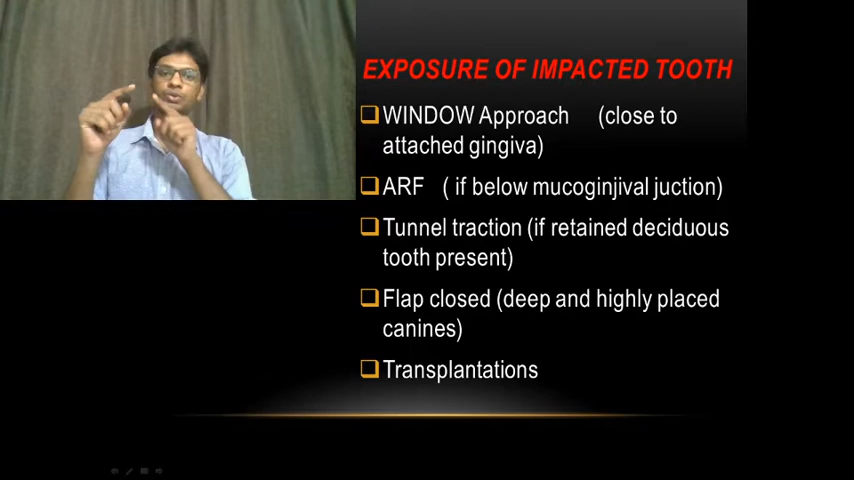 EXPOSURE OF IMPACTED TOOTH
WINDOW Approach (close to
attached gingiva)
ARF ( if below mucoginjival juction)
Tunnel traction (if retained deciduous
tooth present)
Flap closed (deep and highly placed
canines)
Transplantations